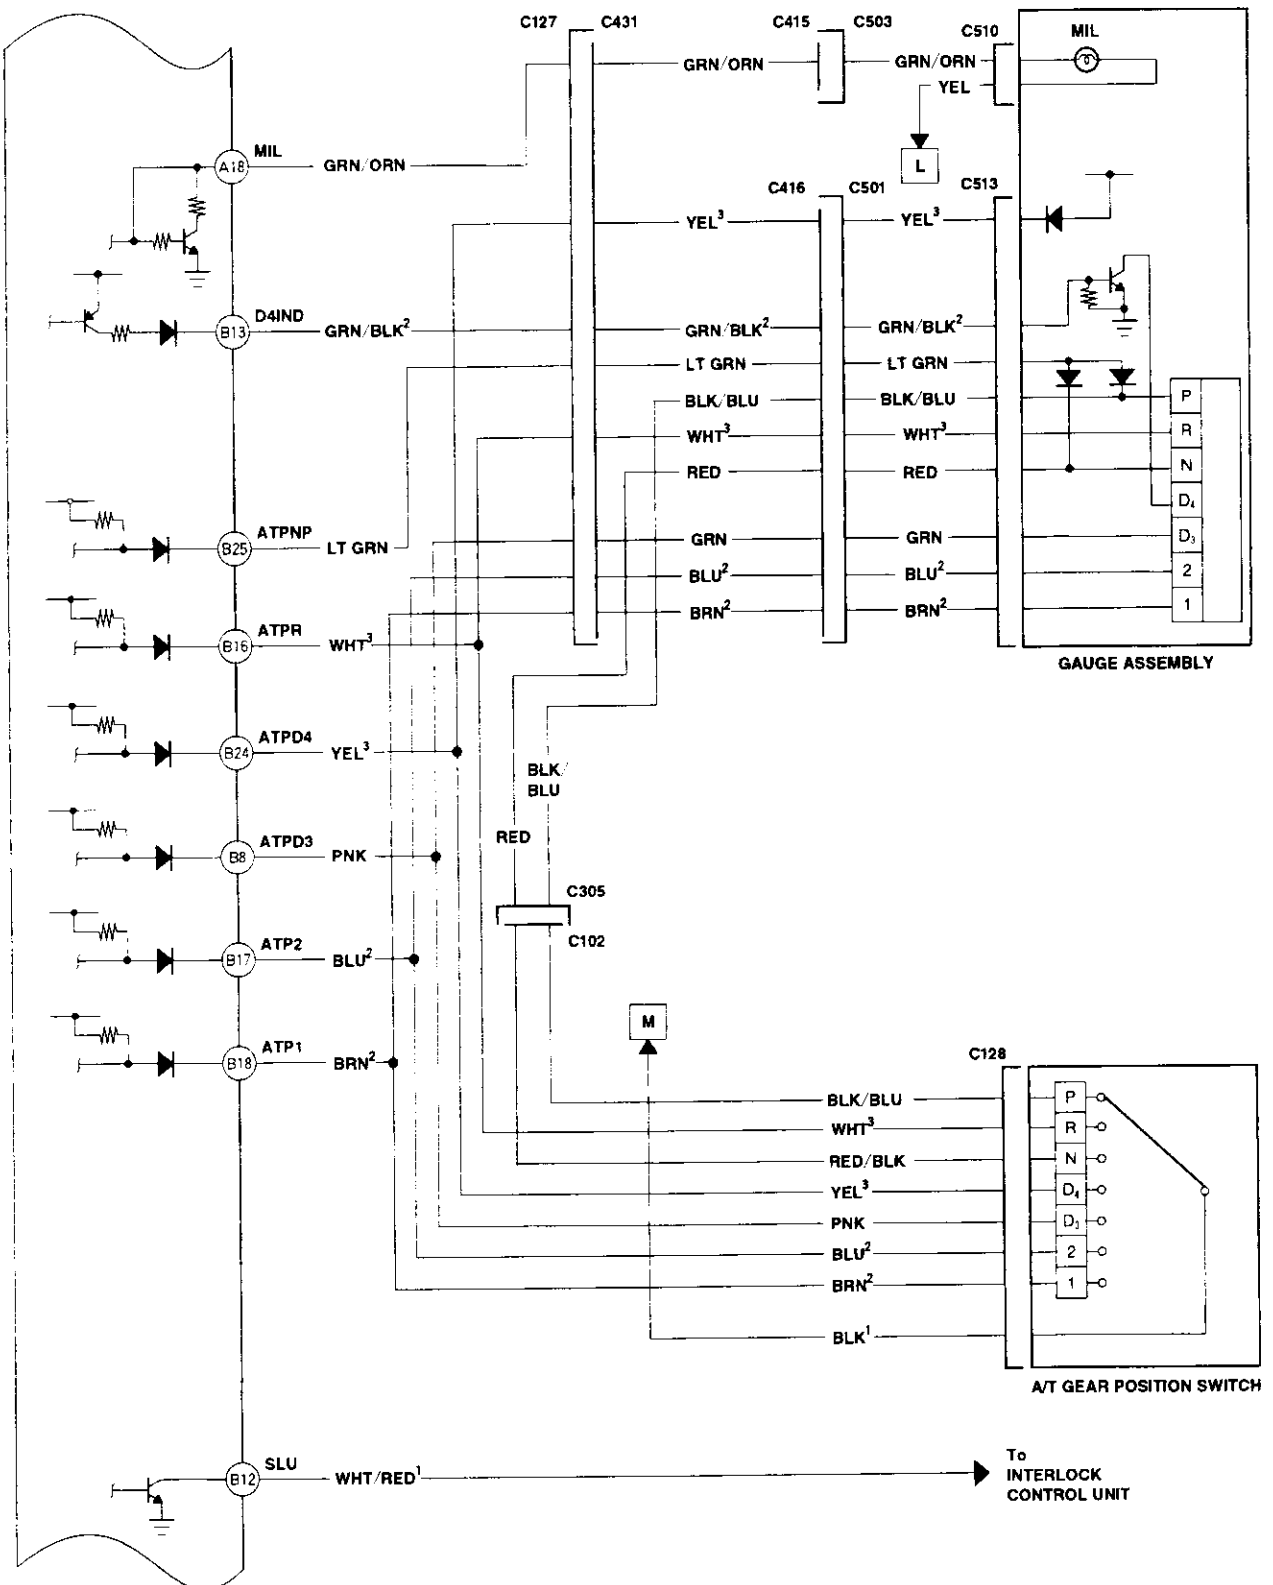 C127 C431 C415 C503 C510 MIL
GRN/ORN GRN/ORN
YEL
L
A18 MIL GRN/ORN
C416 C501 C513
YEL³ YEL³
B13 D4IND GRN/BLK² GRN/BLK² GRN/BLK²
LT GRN LT GRN
BLK/BLU BLK/BLU P
WHT³ WHT³ R
RED RED N
D₄
B25 ATPNP LT GRN
GRN GRN D₃
BLU² BLU² 2
BRN² BRN² 1
B16 ATPR WHT³
GAUGE ASSEMBLY
B24 ATPD4 YEL³
BLK/
BLU
RED
B8 ATPD3 PNK
C305
C102
B17 ATP2 BLU²
M
B18 ATP1 BRN²
C128
BLK/BLU P
WHT³ R
RED/BLK N
YEL³ D₄
PNK D₃
BLU² 2
BRN² 1
BLK¹
A/T GEAR POSITION SWITCH
B12 SLU WHT/RED¹
To
INTERLOCK
CONTROL UNIT